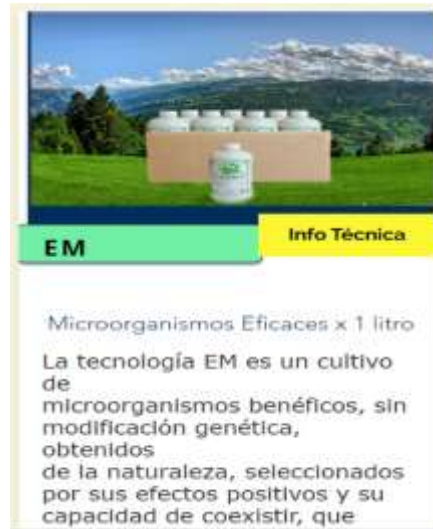 EM
Info Técnica
Microorganismos Eficaces x 1 litro
La tecnología EM es un cultivo
de
microorganismos benéficos, sin
modificación genética,
obtenidos
de la naturaleza, seleccionados
por sus efectos positivos y su
capacidad de coexistir, que